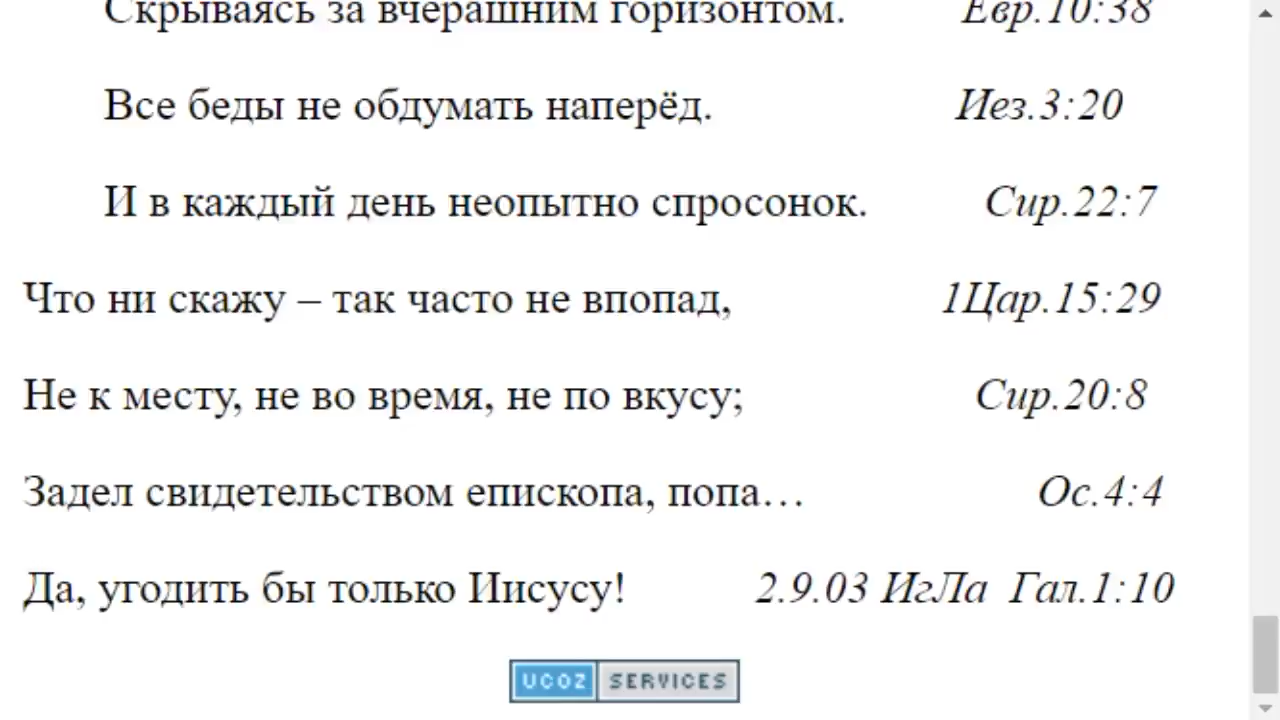 Скрываясь за вчерашним горизонтом. Евр.10:38
Все беды не обдумать наперёд. Иез.3:20
И в каждый день неопытно спросонок. Сир.22:7
Что ни скажу – так часто не впопад, 1Цар.15:29
Не к месту, не во время, не по вкусу; Сир.20:8
Задел свидетельством епископа, попа… Ос.4:4
Да, угодить бы только Иисусу! 2.9.03 ИгЛа Гал.1:10
UCOZ SERVICES